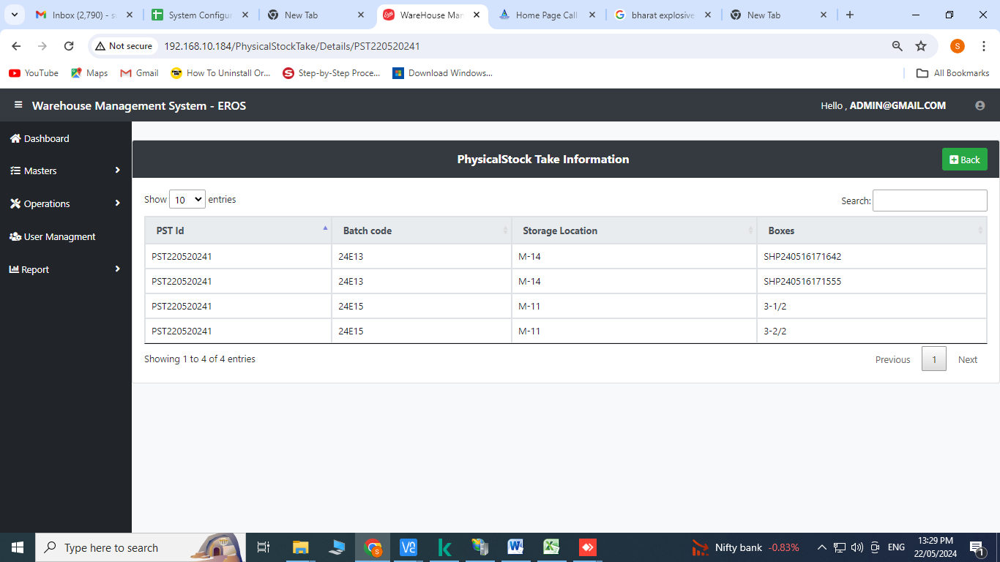 Inbox (2,790) - s
System Configu
New Tab
WareHouse Man
Home Page Call
bharat explosive
New Tab
Not secure
192.168.10.184/PhysicalStockTake/Details/PST220520241
S
YouTube
Maps
Gmail
How To Uninstall Or...
Step-by-Step Proce...
Download Windows...
All Bookmarks
Warehouse Management System - EROS
Hello , ADMIN@GMAIL.COM
Dashboard
Masters
Operations
User Managment
Report
PhysicalStock Take Information
Back
Show 10 entries
Search:
PST Id Batch code Storage Location Boxes
PST220520241 24E13 M-14 SHP240516171642
PST220520241 24E13 M-14 SHP240516171555
PST220520241 24E15 M-11 3-1/2
PST220520241 24E15 M-11 3-2/2
Showing 1 to 4 of 4 entries
Previous 1 Next
Type here to search
Nifty bank -0.83%
ENG
13:29 PM
22/05/2024
1